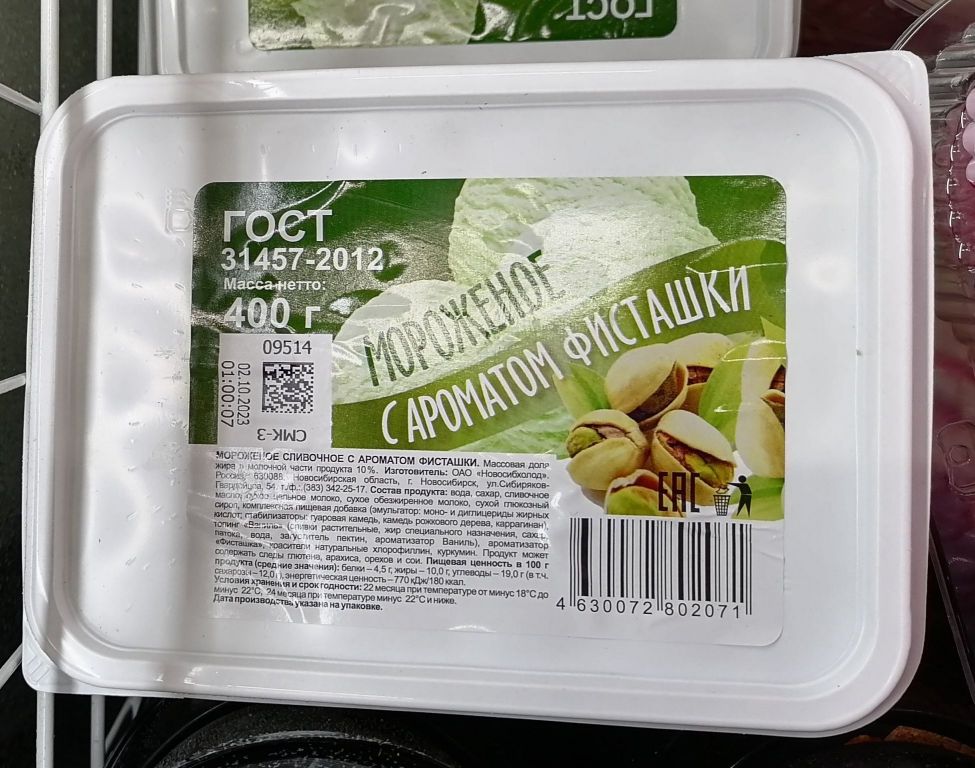 ГОСТ
ГОСТ
31457-2012
Масса нетто:
400 г
МОРОЖЕНОЕ
С АРОМАТОМ ФИСТАШКИ
09514
02.10.2023
01:00:07
СМК-3
МОРОЖЕНОЕ СЛИВОЧНОЕ С АРОМАТОМ ФИСТАШКИ. Массовая доля
жира в молочной части продукта 10%. Изготовитель: ОАО «Новосибхолод».
Россия, 630088, Новосибирская область, г. Новосибирск, ул.Сибиряков-
Гвардейцев, 54, т./ф.: (383) 342-25-17. Состав продукта: вода, сахар, сливочное
масло, сухое цельное молоко, сухое обезжиренное молоко, сухой глюкозный
сироп, комплексная пищевая добавка (эмульгатор: моно- и диглицериды жирных
кислот; стабилизаторы: гуаровая камедь, камедь рожкового дерева, каррагинан),
топинг «Ваниль» (сливки растительные, жир специального назначения, сахар,
патока, вода, загуститель пектин, ароматизатор Ваниль), ароматизатор
«Фисташка», красители натуральные хлорофиллин, куркумин. Продукт может
содержать следы глютена, арахиса, орехов и сои. Пищевая ценность в 100 г
продукта (средние значения): белки – 4,5 г, жиры – 10,0 г, углеводы – 19,0 г (в т.ч.
сахароза – 12,0 г), энергетическая ценность – 770 кДж/180 ккал.
Условия хранения и срок годности: 22 месяца при температуре от минус 18°С до
минус 22°С, 24 месяца при температуре минус 22°С и ниже.
Дата производства указана на упаковке.
EAC
4 630072 802071